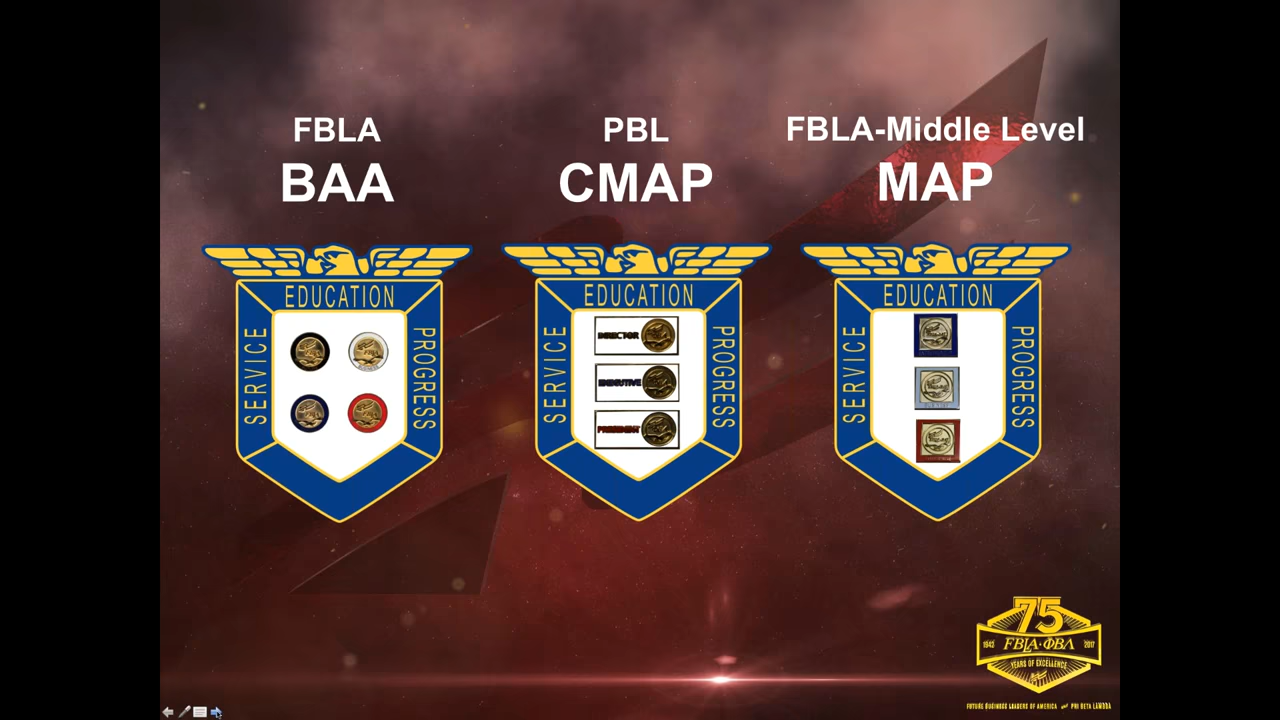 FBLA
BAA
PBL
CMAP
FBLA-Middle Level
MAP
EDUCATION
SERVICE
PROGRESS
EDUCATION
SERVICE
PROGRESS
DIRECTOR
EXECUTIVE
PRESIDENT
EDUCATION
SERVICE
PROGRESS
75
1942 FBLA·ΦΒΛ 2017
YEARS OF EXCELLENCE
FUTURE BUSINESS LEADERS OF AMERICA and PHI BETA LAMBDA